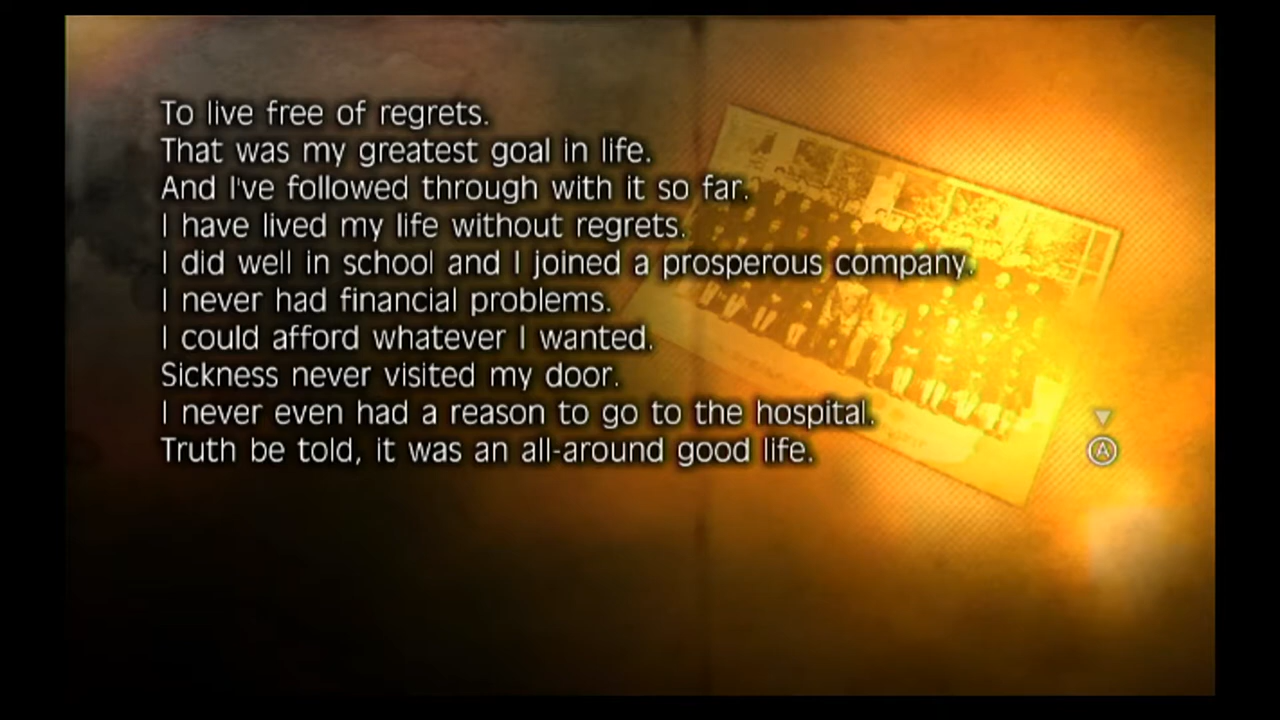 To live free of regrets.
That was my greatest goal in life.
And I've followed through with it so far.
I have lived my life without regrets.
I did well in school and I joined a prosperous company.
I never had financial problems.
I could afford whatever I wanted.
Sickness never visited my door.
I never even had a reason to go to the hospital.
Truth be told, it was an all-around good life.
A